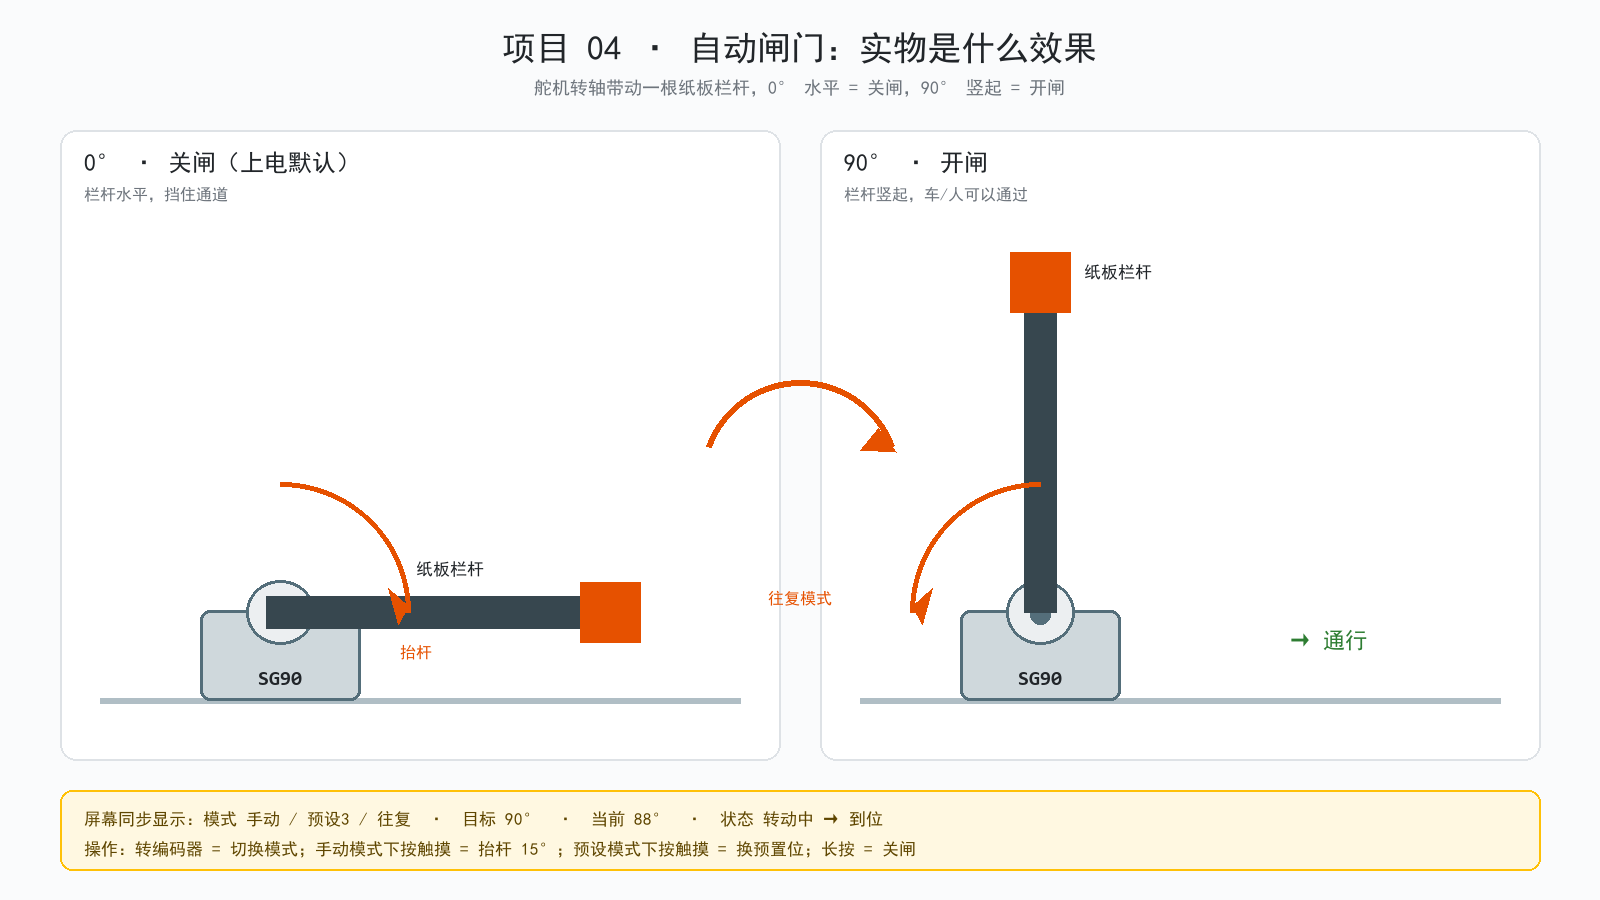 项目 04 · 自动闸门：实物是什么效果
舵机转轴带动一根纸板栏杆，0° 水平 = 关闸，90° 竖起 = 开闸
0° · 关闸（上电默认）
栏杆水平，挡住通道
纸板栏杆
抬杆
SG90
往复模式
90° · 开闸
栏杆竖起，车/人可以通过
纸板栏杆
SG90
→ 通行
屏幕同步显示：模式 手动 / 预设3 / 往复 · 目标 90° · 当前 88° · 状态 转动中 → 到位
操作：转编码器 = 切换模式；手动模式下按触摸 = 抬杆 15°；预设模式下按触摸 = 换预置位；长按 = 关闸